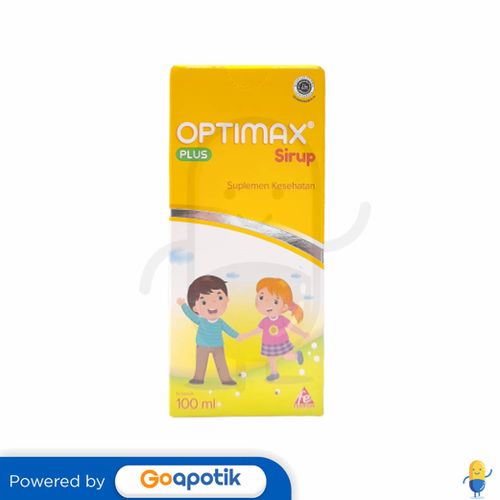 OPTIMAX®
PLUS
Sirup
Suplemen Kesehatan
100 ml
Powered by Goapotik